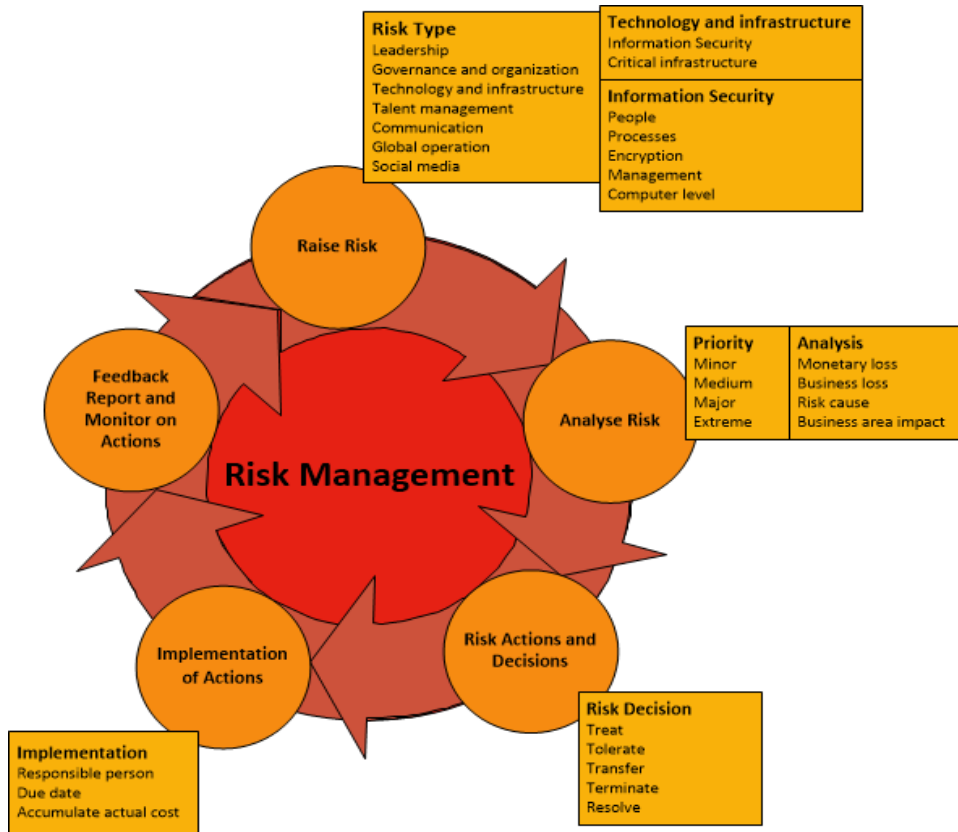 Risk Type
Leadership
Governance and organization
Technology and infrastructure
Talent management
Communication
Global operation
Social media
Technology and infrastructure
Information Security
Critical infrastructure
Information Security
People
Processes
Encryption
Management
Computer level
Raise Risk
Priority
Minor
Medium
Major
Extreme
Analysis
Monetary loss
Business loss
Risk cause
Business area impact
Analyse Risk
Feedback
Report and
Monitor on
Actions
Risk Management
Risk Actions and
Decisions
Risk Decision
Treat
Tolerate
Transfer
Terminate
Resolve
Implementation
of Actions
Implementation
Responsible person
Due date
Accumulate actual cost